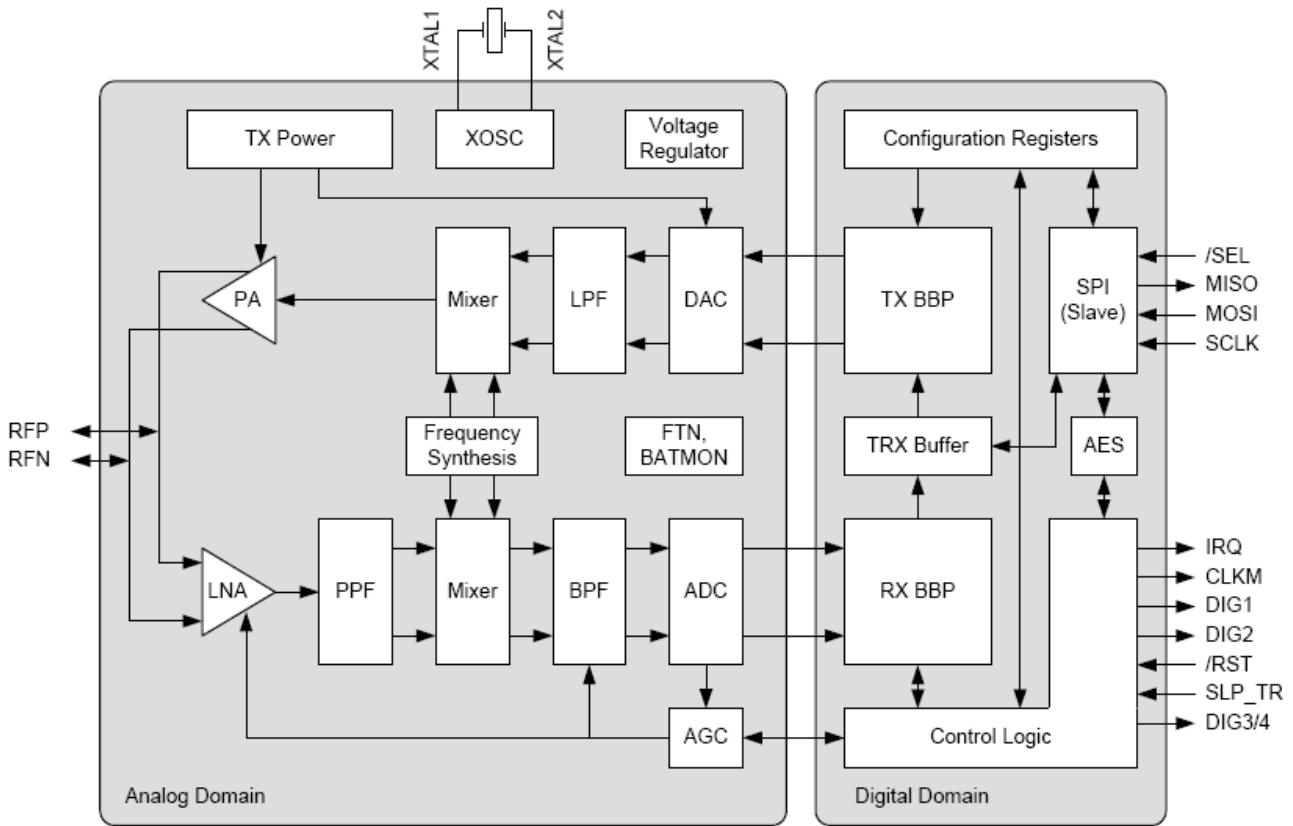 XTAL1
XTAL2
TX Power
XOSC
Voltage
Regulator
Configuration Registers
PA
Mixer
LPF
DAC
TX BBP
SPI
(Slave)
/SEL
MISO
MOSI
SCLK
RFP
RFN
Frequency
Synthesis
FTN,
BATMON
TRX Buffer
AES
LNA
PPF
Mixer
BPF
ADC
RX BBP
IRQ
CLKM
DIG1
DIG2
/RST
SLP_TR
DIG3/4
AGC
Control Logic
Analog Domain
Digital Domain